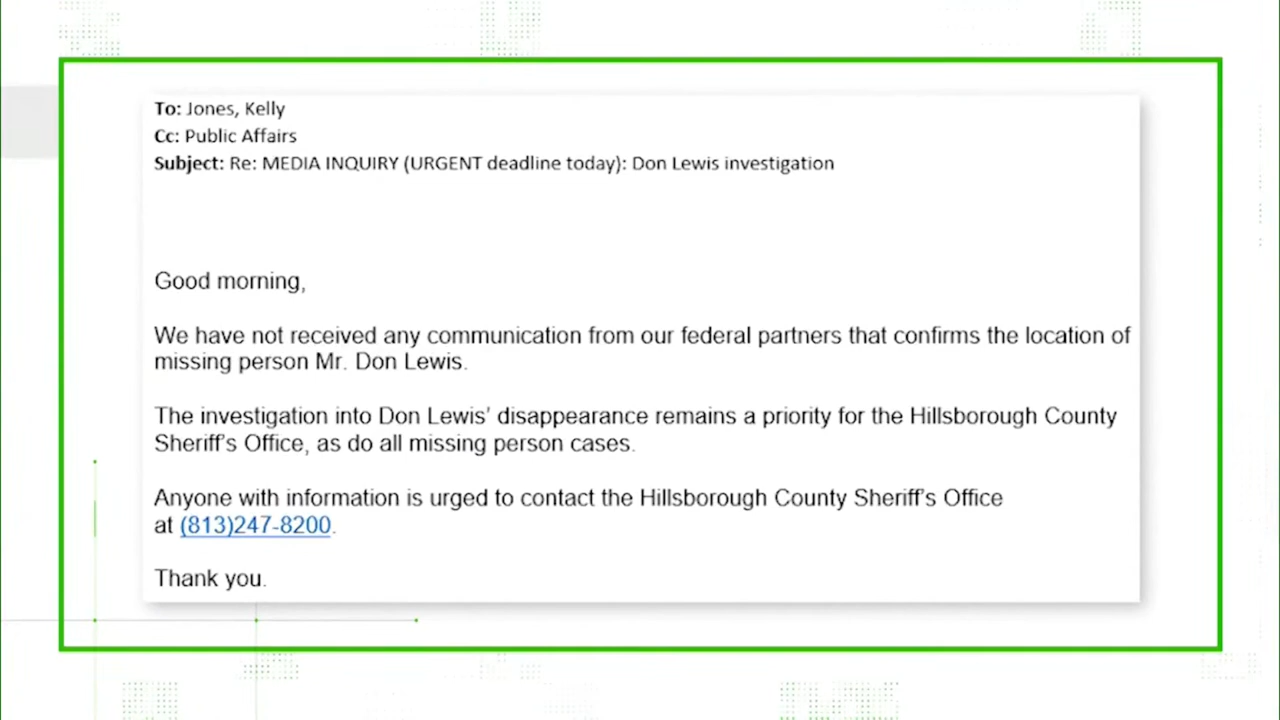 To: Jones, Kelly
Cc: Public Affairs
Subject: Re: MEDIA INQUIRY (URGENT deadline today): Don Lewis investigation
Good morning,
We have not received any communication from our federal partners that confirms the location of
missing person Mr. Don Lewis.
The investigation into Don Lewis' disappearance remains a priority for the Hillsborough County
Sheriff's Office, as do all missing person cases.
Anyone with information is urged to contact the Hillsborough County Sheriff's Office
at (813)247-8200.
Thank you.